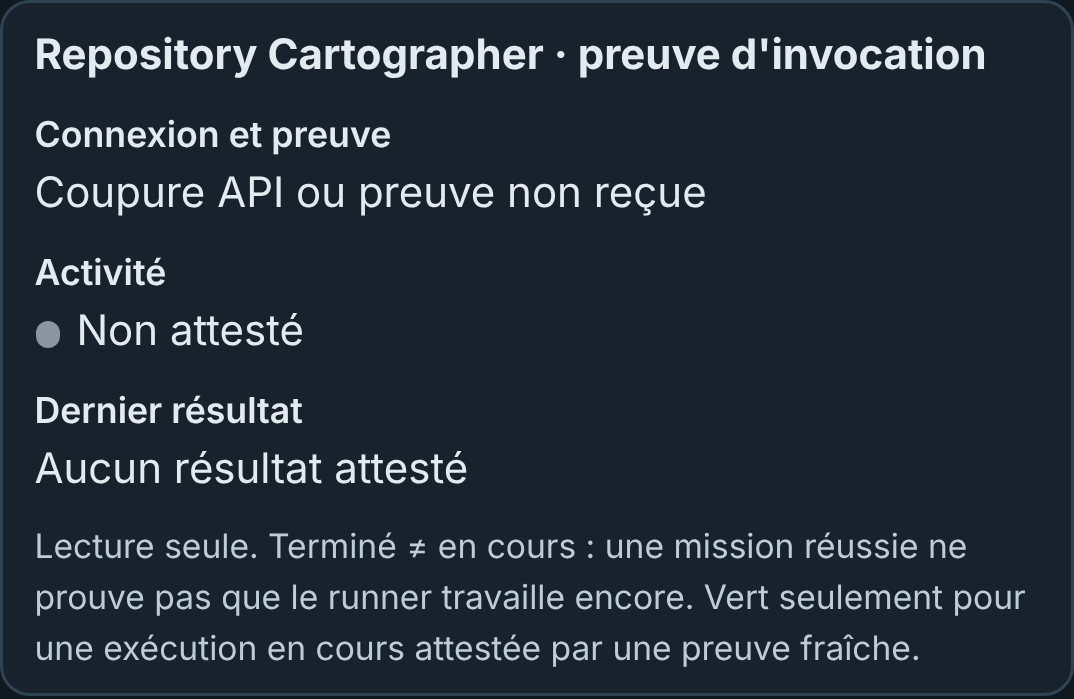 Repository Cartographer · preuve d'invocation
Connexion et preuve
Coupure API ou preuve non reçue
Activité
Non attesté
Dernier résultat
Aucun résultat attesté
Lecture seule. Terminé ≠ en cours : une mission réussie ne
prouve pas que le runner travaille encore. Vert seulement pour
une exécution en cours attestée par une preuve fraîche.